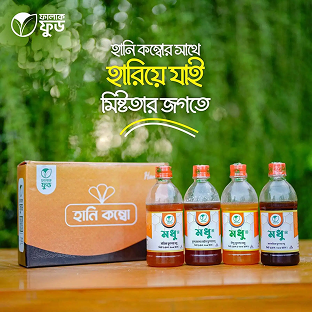 ফালাক
ফুড
হানি কম্বোর সাথে
হারিয়ে যাই
মিষ্টতার জগতে
ফালাক
ফুড
হানি কম্বো
মধু
মধু
মধু
মধু